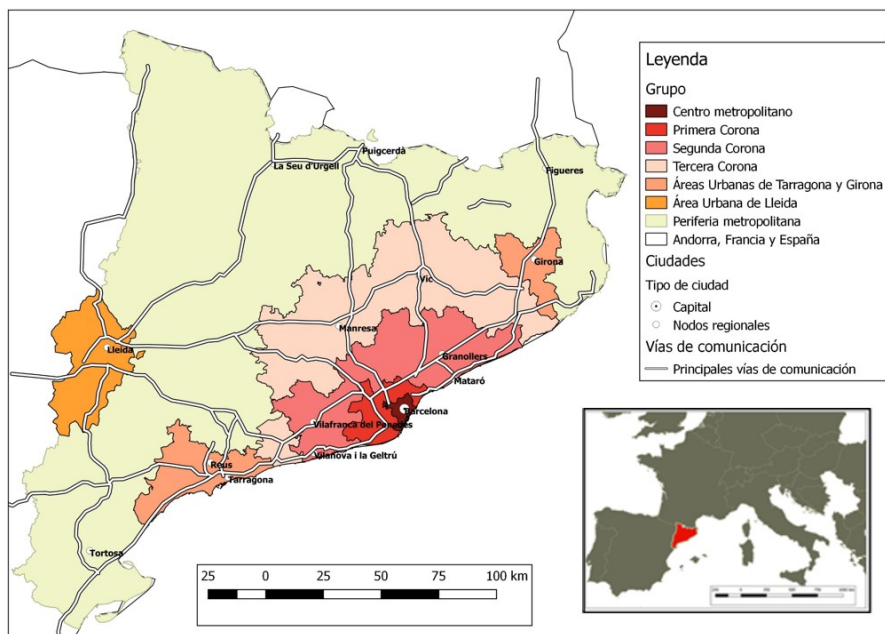 Leyenda
Grupo
Centro metropolitano
Primera Corona
Segunda Corona
Tercera Corona
Áreas Urbanas de Tarragona y Girona
Área Urbana de Lleida
Periferia metropolitana
Andorra, Francia y España
Ciudades
Tipo de ciudad
Capital
Nodos regionales
Vías de comunicación
Principales vías de comunicación
Puigcerdà
La Seu d'Urgell
Figueres
Girona
Vic
Manresa
Lleida
Granollers
Mataró
Barcelona
Vilafranca del Penedès
Vilanova i la Geltrú
Reus
Tarragona
Tortosa
25 0 25 50 75 100 km